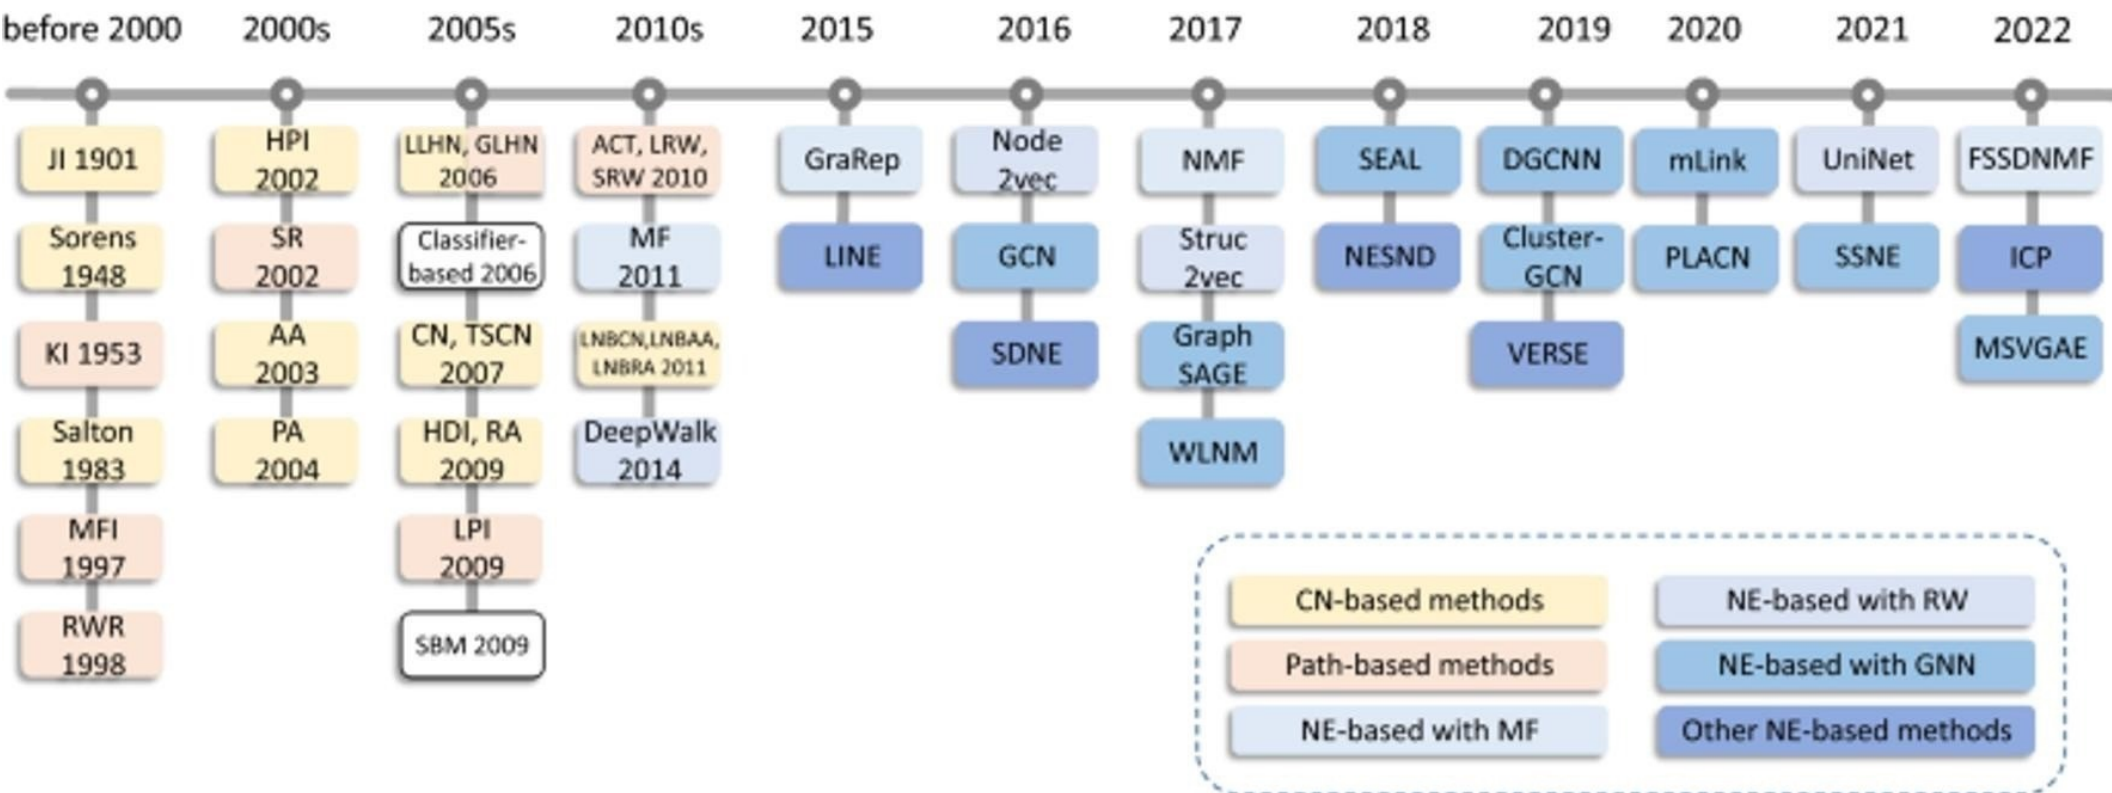 before 2000 2000s 2005s 2010s 2015 2016 2017 2018 2019 2020 2021 2022
JI 1901
Sorens
1948
KI 1953
Salton
1983
MFI
1997
RWR
1998
HPI
2002
SR
2002
AA
2003
PA
2004
LLHN, GLHN
2006
Classifier-
based 2006
CN, TSCN
2007
HDI, RA
2009
LPI
2009
SBM 2009
ACT, LRW,
SRW 2010
MF
2011
LNBCN,LNBAA,
LNBRA 2011
DeepWalk
2014
GraRep
LINE
Node
2vec
GCN
SDNE
NMF
Struc
2vec
Graph
SAGE
WLNM
SEAL
NESND
DGCNN
Cluster-
GCN
VERSE
mLink
PLACN
UniNet
SSNE
FSSDNMF
ICP
MSVGAE
CN-based methods
Path-based methods
NE-based with MF
NE-based with RW
NE-based with GNN
Other NE-based methods